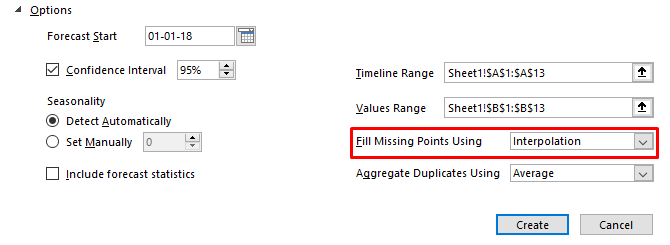 Options
Forecast Start 01-01-18
Confidence Interval 95%
Seasonality
Detect Automatically
Set Manually 0
Include forecast statistics
Timeline Range Sheet1!$A$1:$A$13
Values Range Sheet1!$B$1:$B$13
Fill Missing Points Using Interpolation
Aggregate Duplicates Using Average
Create Cancel